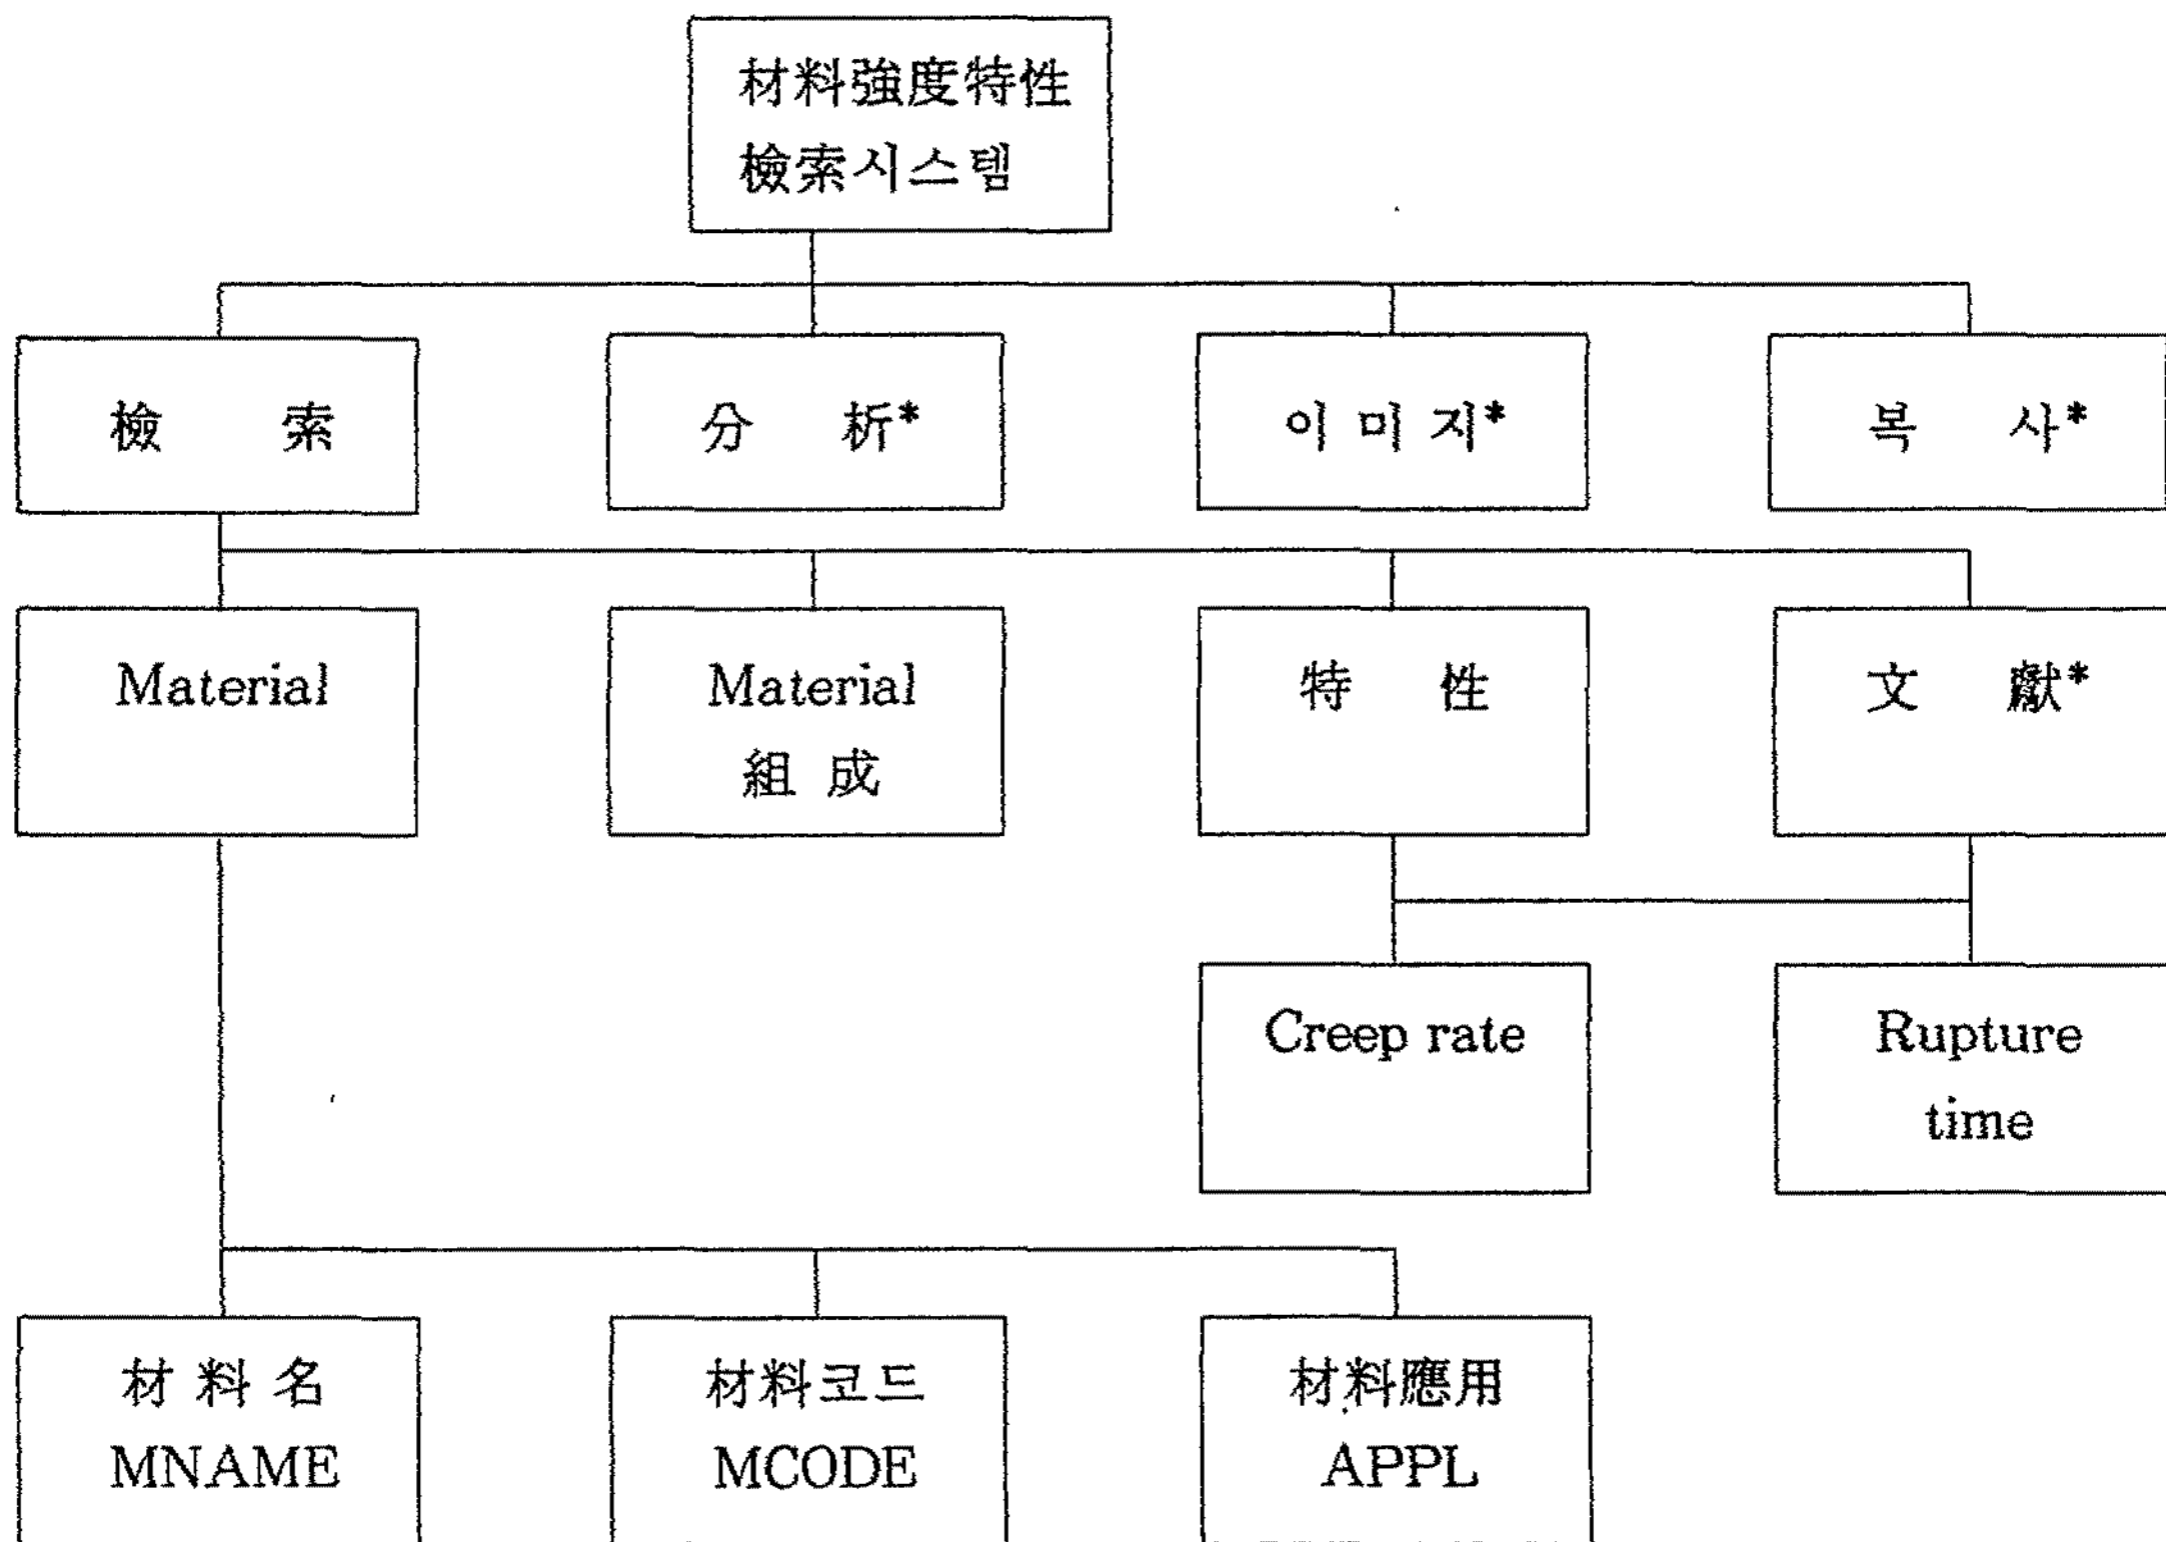 材料強度特性
檢索시스템
檢 索
分 析*
이 미 지*
복 사*
Material
Material
組 成
特 性
文 獻*
Creep rate
Rupture
time
材 料 名
MNAME
材料코드
MCODE
材料應用
APPL